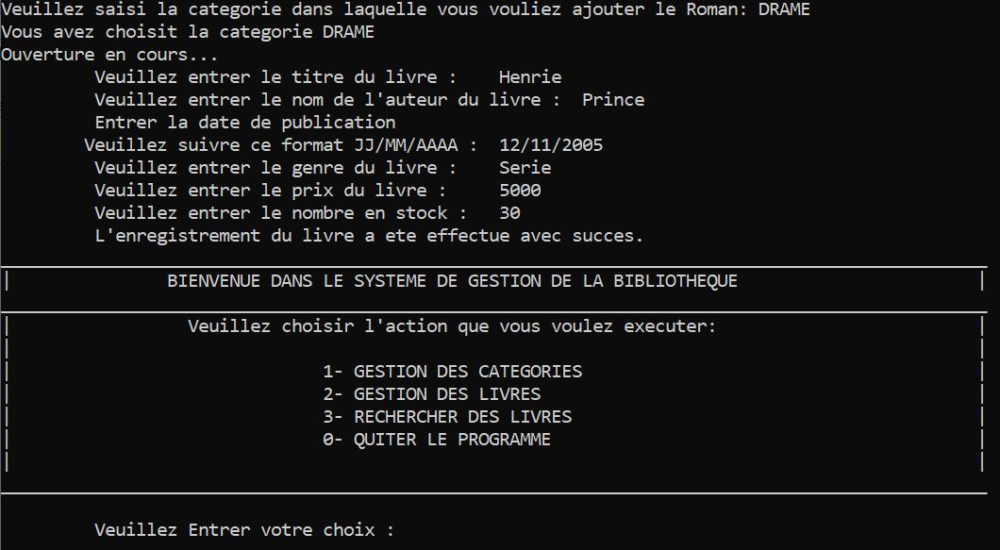 Veuillez saisi la categorie dans laquelle vous vouliez ajouter le Roman: DRAME
Vous avez choisit la categorie DRAME
Ouverture en cours...
Veuillez entrer le titre du livre : Henrie
Veuillez entrer le nom de l'auteur du livre : Prince
Entrer la date de publication
Veuillez suivre ce format JJ/MM/AAAA : 12/11/2005
Veuillez entrer le genre du livre : Serie
Veuillez entrer le prix du livre : 5000
Veuillez entrer le nombre en stock : 30
L'enregistrement du livre a ete effectue avec succes.
BIENVENUE DANS LE SYSTEME DE GESTION DE LA BIBLIOTHEQUE
Veuillez choisir l'action que vous voulez executer:
1- GESTION DES CATEGORIES
2- GESTION DES LIVRES
3- RECHERCHER DES LIVRES
0- QUITER LE PROGRAMME
Veuillez Entrer votre choix :